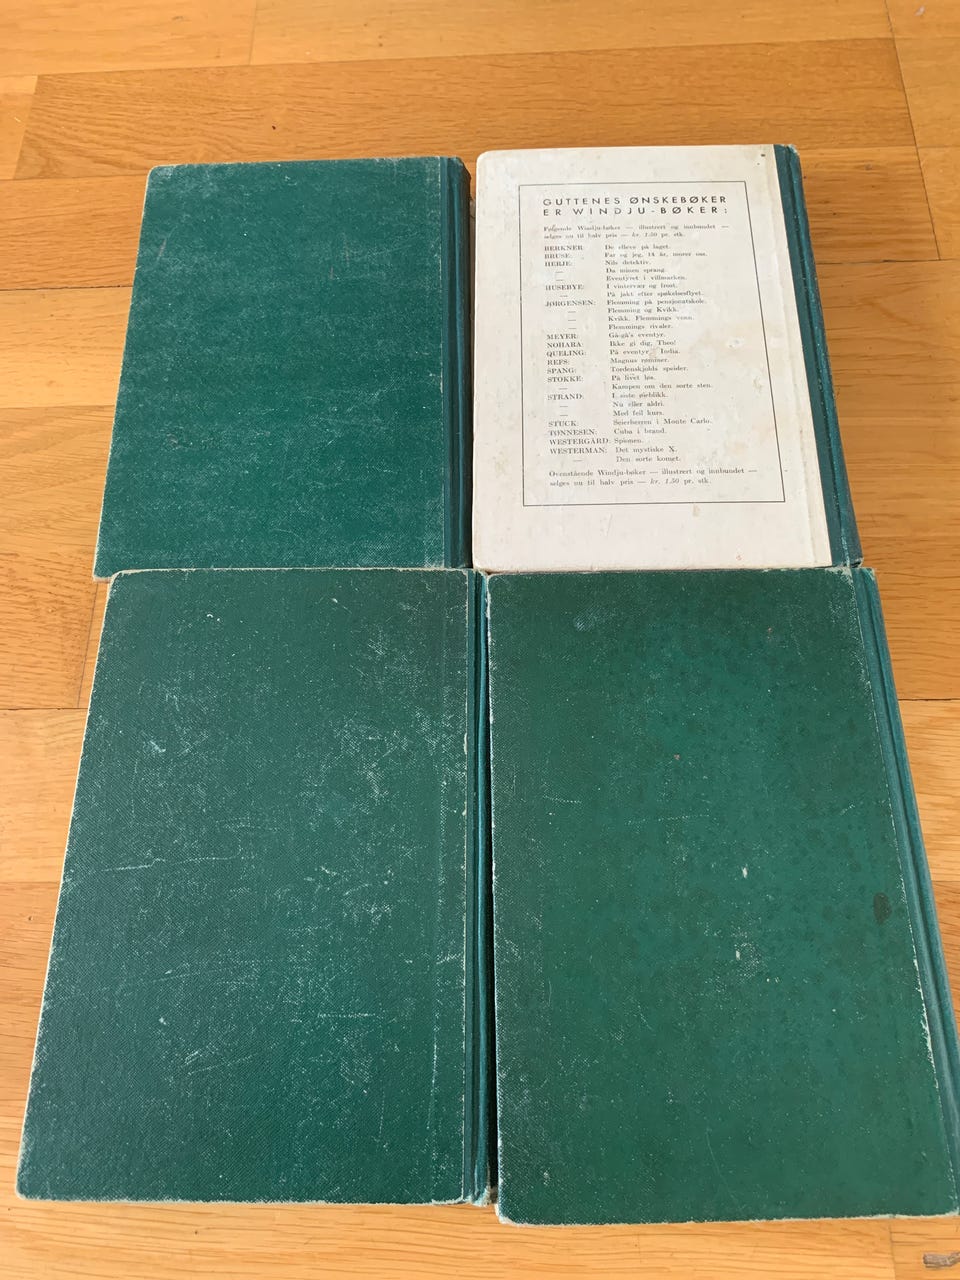 GUTTENES ØNSKEBØKER
ER WINDJU-BØKER:
Følgende Windju-bøker — illustrert og innbundet —
selges nu til halv pris — kr. 1.50 pr. stk.
BERKNER: De elleve på laget.
BRUSE: Far og jeg, 14 år, morer oss.
HERJE: Nils detektiv.
— Da minen sprang.
— Eventyret i villmarken.
HUSEBYE: I vintervær og frost.
— På jakt efter spøkelsesflyet.
JØRGENSEN: Flemming på pensjonatskole.
— Flemming og Kvikk.
— Kvikk, Flemmings venn.
— Flemmings rivaler.
MEYER: Gå-gå's eventyr.
NOHARA: Ikke gi dig, Theo!
QUELING: På eventyr i India.
REFS: Magnus rømmer.
SPANG: Tordenskjolds speider.
STOKKE: På livet løs.
— Kampen om den sorte sten.
STRAND: I siste øieblikk.
— Nu eller aldri.
— Med feil kurs.
STUCK: Seierherren i Monte Carlo.
TØNNESEN: Cuba i brand.
WESTERGÅRD: Spionen.
WESTERMAN: Det mystiske X.
— Den sorte komet.
Ovenstående Windju-bøker — illustrert og innbundet —
selges nu til halv pris — kr. 1.50 pr. stk.